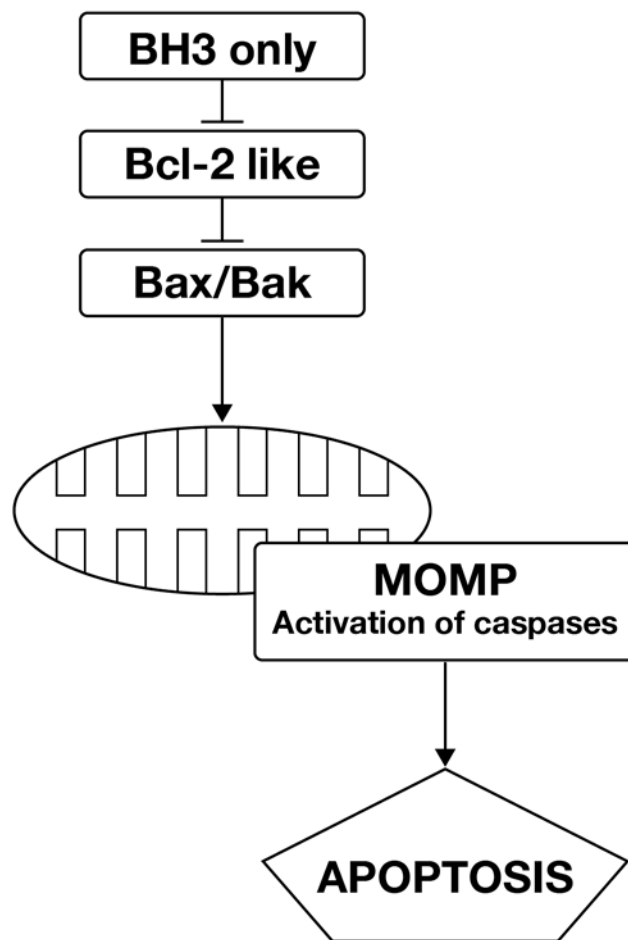 BH3 only
Bcl-2 like
Bax/Bak
MOMP
Activation of caspases
APOPTOSIS